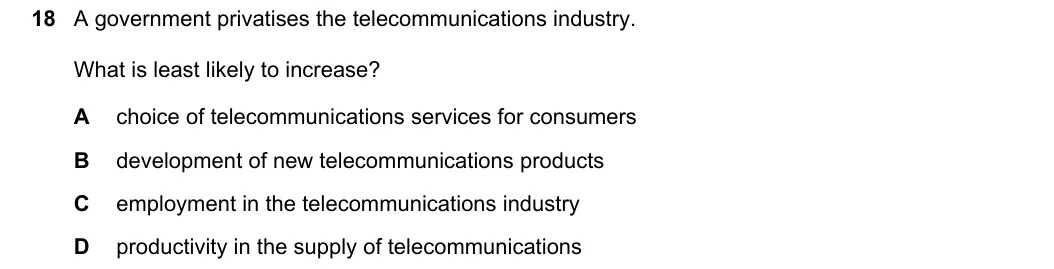 18 A government privatises the telecommunications industry.
What is least likely to increase?
A choice of telecommunications services for consumers
B development of new telecommunications products
C employment in the telecommunications industry
D productivity in the supply of telecommunications